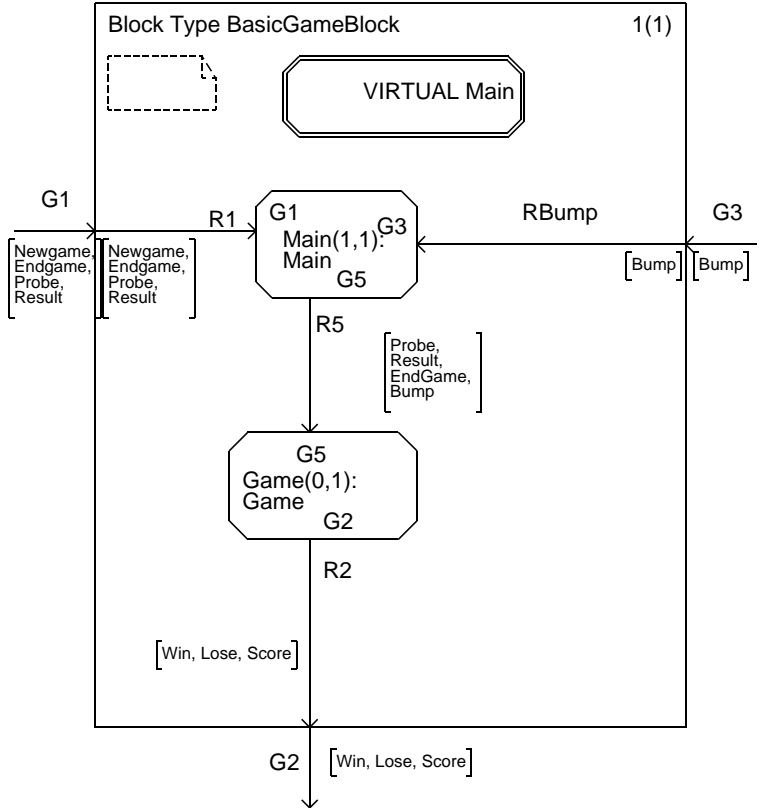 Block Type BasicGameBlock
1(1)
VIRTUAL Main
G1
R1
G1
G3
Main(1,1):
Main
G5
RBump
G3
[Newgame,
Endgame,
Probe,
Result]
[Newgame,
Endgame,
Probe,
Result]
[Bump]
[Bump]
R5
[Probe,
Result,
EndGame,
Bump]
G5
Game(0,1):
Game
G2
R2
[Win, Lose, Score]
G2
[Win, Lose, Score]